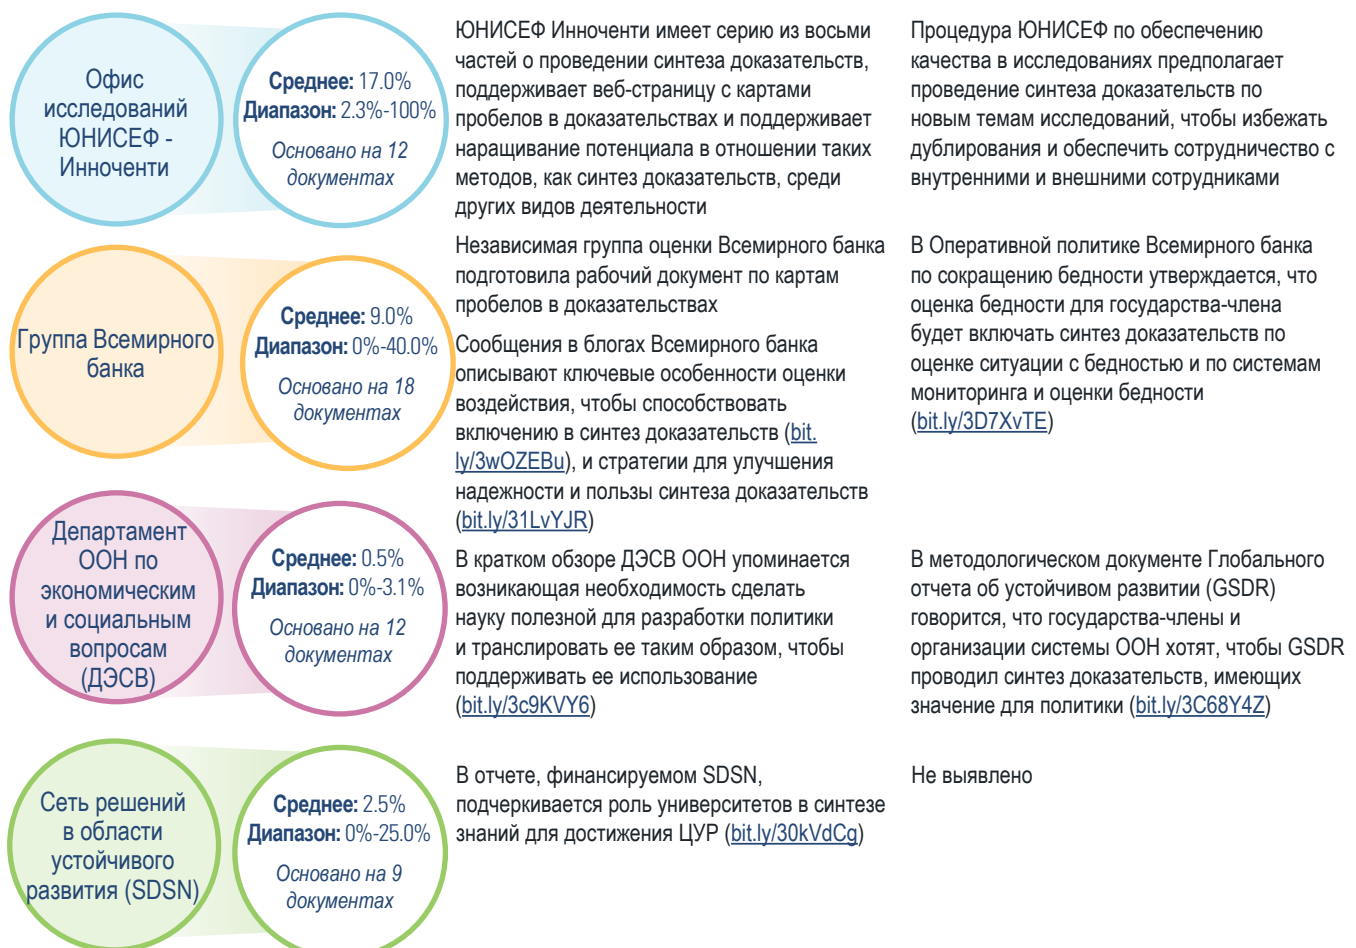 Офис
исследований
ЮНИСЕФ -
Инноченти
Среднее: 17.0%
Диапазон: 2.3%-100%
Основано на 12
документах
ЮНИСЕФ Инноченти имеет серию из восьми
частей о проведении синтеза доказательств,
поддерживает веб-страницу с картами
пробелов в доказательствах и поддерживает
наращивание потенциала в отношении таких
методов, как синтез доказательств, среди
других видов деятельности
Процедура ЮНИСЕФ по обеспечению
качества в исследованиях предполагает
проведение синтеза доказательств по
новым темам исследований, чтобы избежать
дублирования и обеспечить сотрудничество с
внутренними и внешними сотрудниками
Группа Всемирного
банка
Среднее: 9.0%
Диапазон: 0%-40.0%
Основано на 18
документах
Независимая группа оценки Всемирного банка
подготовила рабочий документ по картам
пробелов в доказательствах
Сообщения в блогах Всемирного банка
описывают ключевые особенности оценки
воздействия, чтобы способствовать
включению в синтез доказательств (bit.
ly/3wOZEBu), и стратегии для улучшения
надежности и пользы синтеза доказательств
(bit.ly/31LvYJR)
В Оперативной политике Всемирного банка
по сокращению бедности утверждается, что
оценка бедности для государства-члена
будет включать синтез доказательств по
оценке ситуации с бедностью и по системам
мониторинга и оценки бедности
(bit.ly/3D7XvTE)
Департамент
ООН по
экономическим
и социальным
вопросам
(ДЭСВ)
Среднее: 0.5%
Диапазон: 0%-3.1%
Основано на 12
документах
В кратком обзоре ДЭСВ ООН упоминается
возникающая необходимость сделать
науку полезной для разработки политики
и транслировать ее таким образом, чтобы
поддерживать ее использование
(bit.ly/3c9KVY6)
В методологическом документе Глобального
отчета об устойчивом развитии (GSDR)
говорится, что государства-члены и
организации системы ООН хотят, чтобы GSDR
проводил синтез доказательств, имеющих
значение для политики (bit.ly/3C68Y4Z)
Сеть решений
в области
устойчивого
развития (SDSN)
Среднее: 2.5%
Диапазон: 0%-25.0%
Основано на 9
документах
В отчете, финансируемом SDSN,
подчеркивается роль университетов в синтезе
знаний для достижения ЦУР (bit.ly/30kVdCg)
Не выявлено